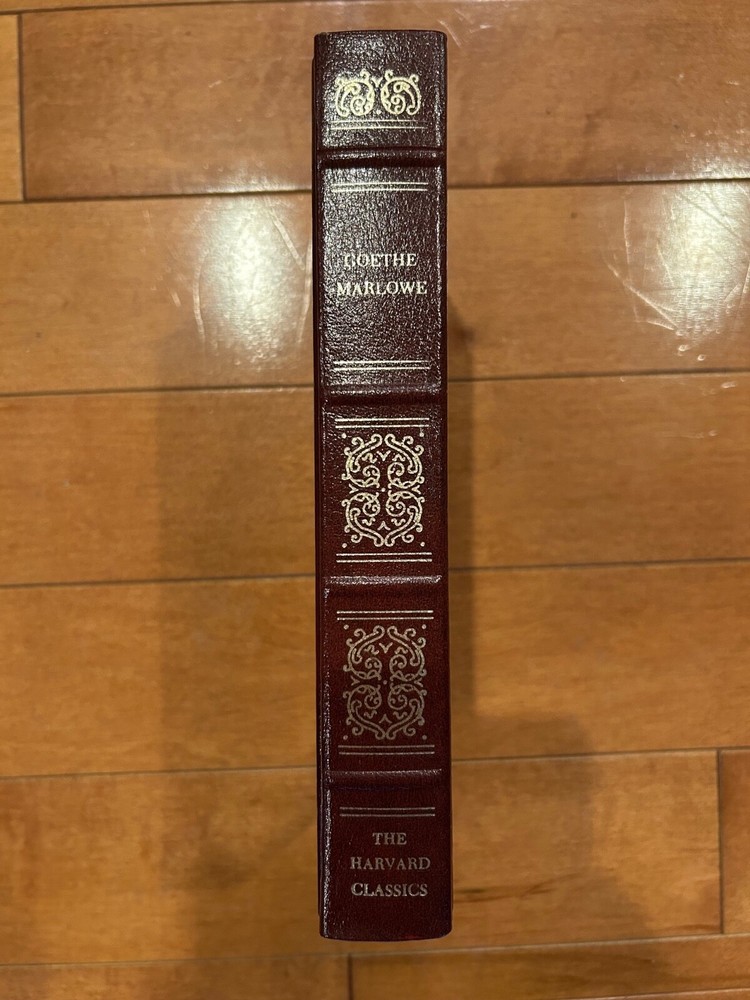 GOETHE
MARLOWE
THE
HARVARD
CLASSICS